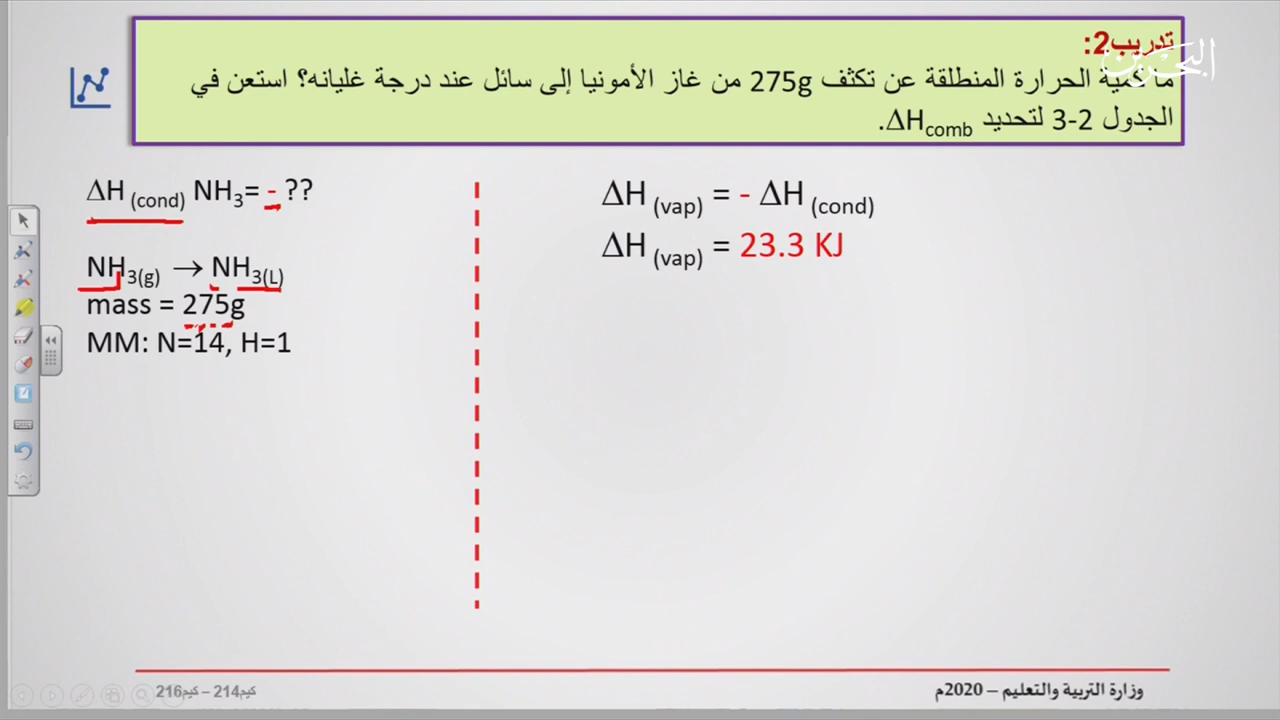 تدريب2:
البحرين
ما كمية الحرارة المنطلقة عن تكثف 275g من غاز الأمونيا إلى سائل عند درجة غليانه؟ استعن في
الجدول 2-3 لتحديد ΔHcomb.
ΔH (cond) NH3= - ??
NH3(g) → NH3(L)
mass = 275g
MM: N=14, H=1
ΔH (vap) = - ΔH (cond)
ΔH (vap) = 23.3 KJ
كيم214 – كيم216
وزارة التربية والتعليم – 2020م